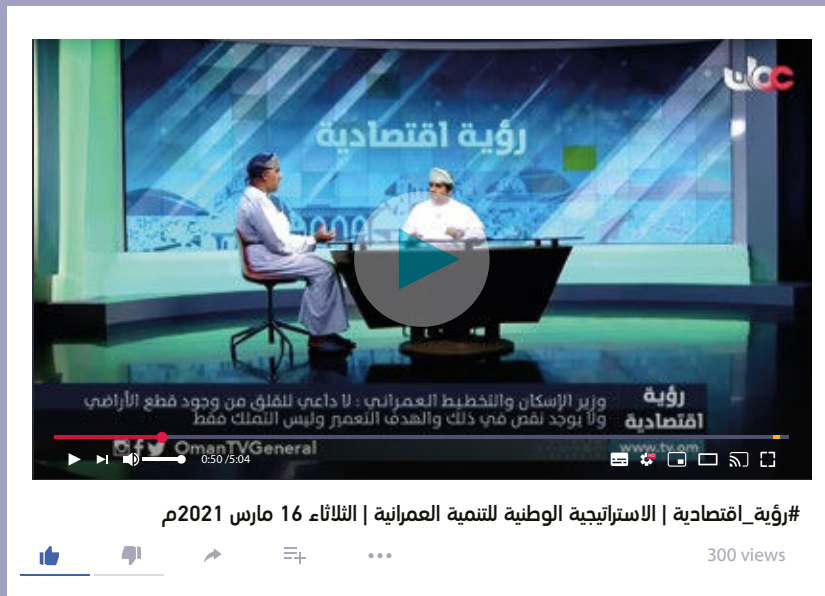 عمان
رؤية اقتصادية
وزير الإسكان والتخطيط العمراني : لا داعي للقلق من وجود قطع الأراضي
ولا يوجد نقص في ذلك والهدف التعمير وليس التملك فقط
رؤية
اقتصادية
OmanTVGeneral
www.tv.om
0:50 /5:04
HD
#رؤية_اقتصادية | الاستراتيجية الوطنية للتنمية العمرانية | الثلاثاء 16 مارس 2021م
300 views